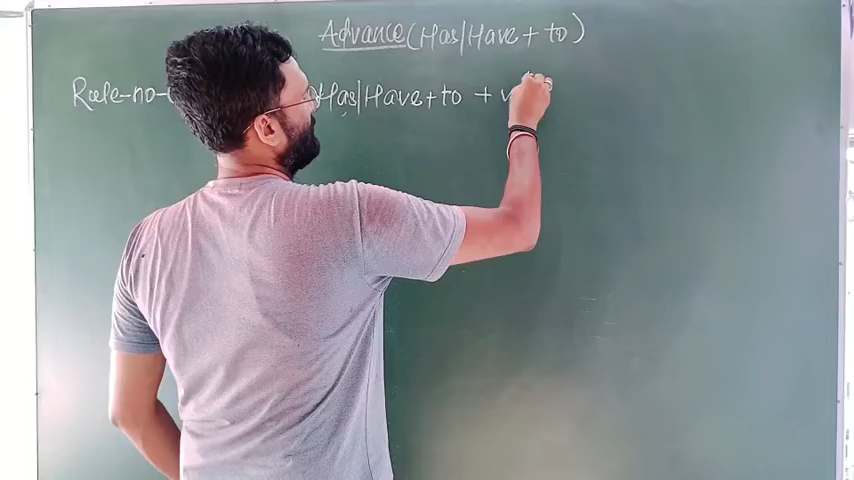 Advance (Has/Have + to)
Rule-no- Has/Have + to + v